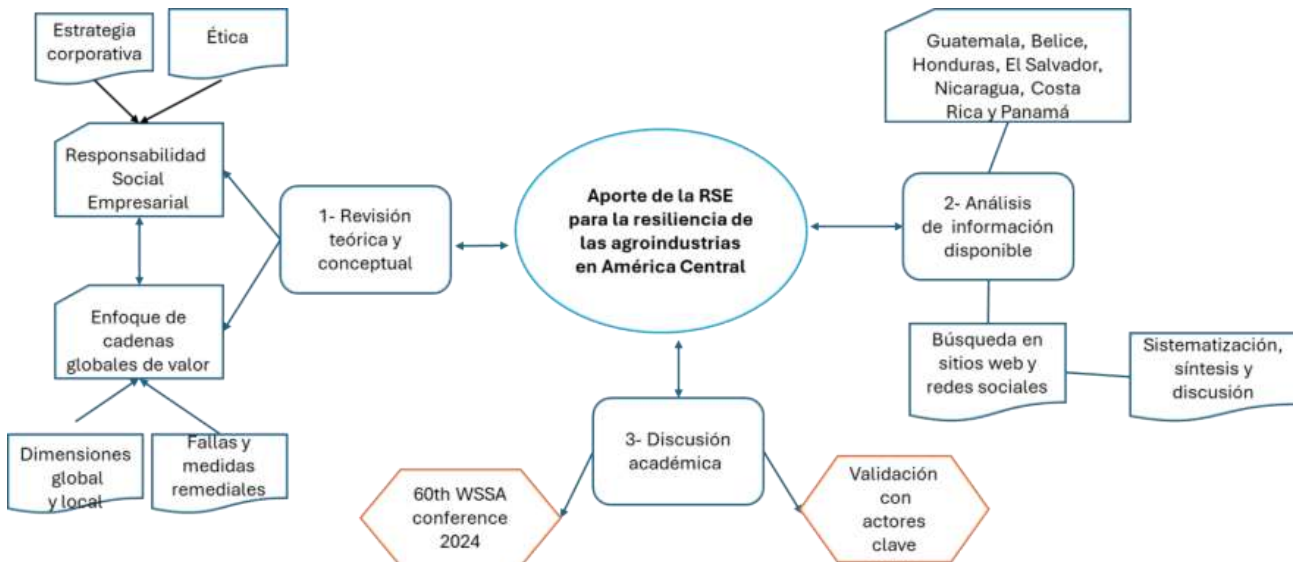 Estrategia
corporativa
Ética
Responsabilidad
Social
Empresarial
Enfoque de
cadenas
globales de valor
Dimensiones
global
y local
Fallas y
medidas
remediales
1- Revisión
teórica y
conceptual
Aporte de la RSE
para la resiliencia de
las agroindustrias
en América Central
Guatemala, Belice,
Honduras, El Salvador,
Nicaragua, Costa
Rica y Panamá
2- Análisis
de información
disponible
Búsqueda en
sitios web y
redes sociales
Sistematización,
síntesis y
discusión
3- Discusión
académica
60th WSSA
conference
2024
Validación
con
actores
clave